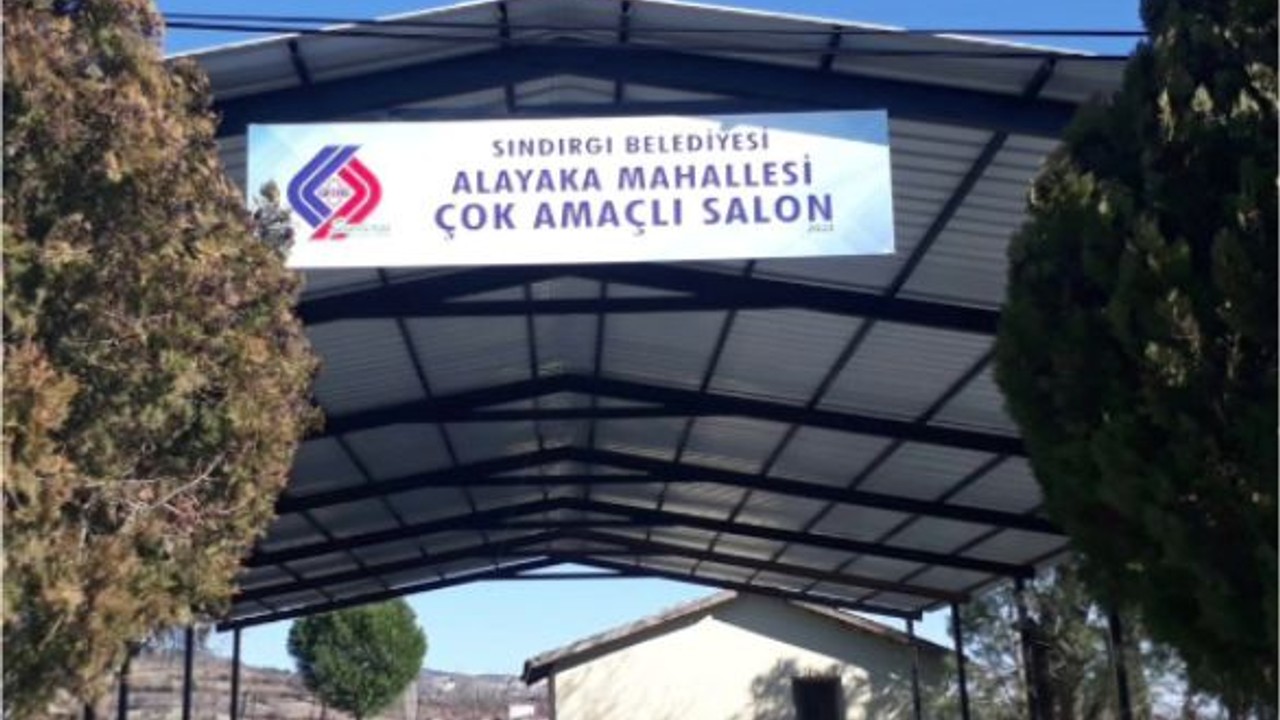 SINDIRGI BELEDİYESİ
ALAYAKA MAHALLESİ
ÇOK AMAÇLI SALON